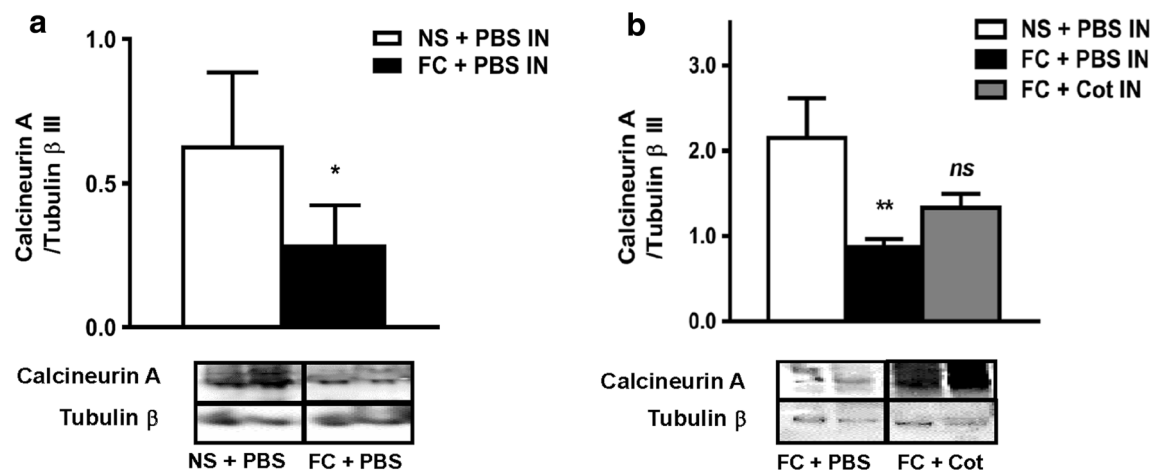 a
1.0
0.5
0.0
Calcineurin A
/Tubulin β III
NS + PBS IN
FC + PBS IN
*
Calcineurin A
Tubulin β
NS + PBS
FC + PBS
b
3.0
2.0
1.0
0.0
Calcineurin A
/Tubulin β III
NS + PBS IN
FC + PBS IN
FC + Cot IN
**
ns
Calcineurin A
Tubulin β
FC + PBS
FC + Cot